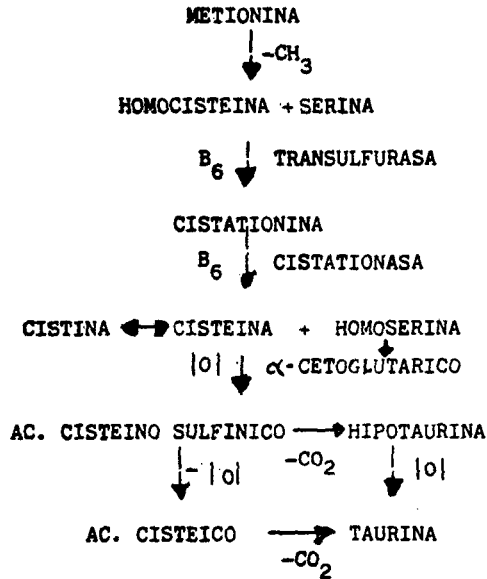 METIONINA
-CH3
HOMOCISTEINA + SERINA
B6 TRANSULFURASA
CISTATIONINA
B6 CISTATIONASA
CISTINA CISTEINA + HOMOSERINA
|O| α-CETOGLUTARICO
AC. CISTEINO SULFINICO HIPOTAURINA
-CO2
-|O| |O|
AC. CISTEICO TAURINA
-CO2